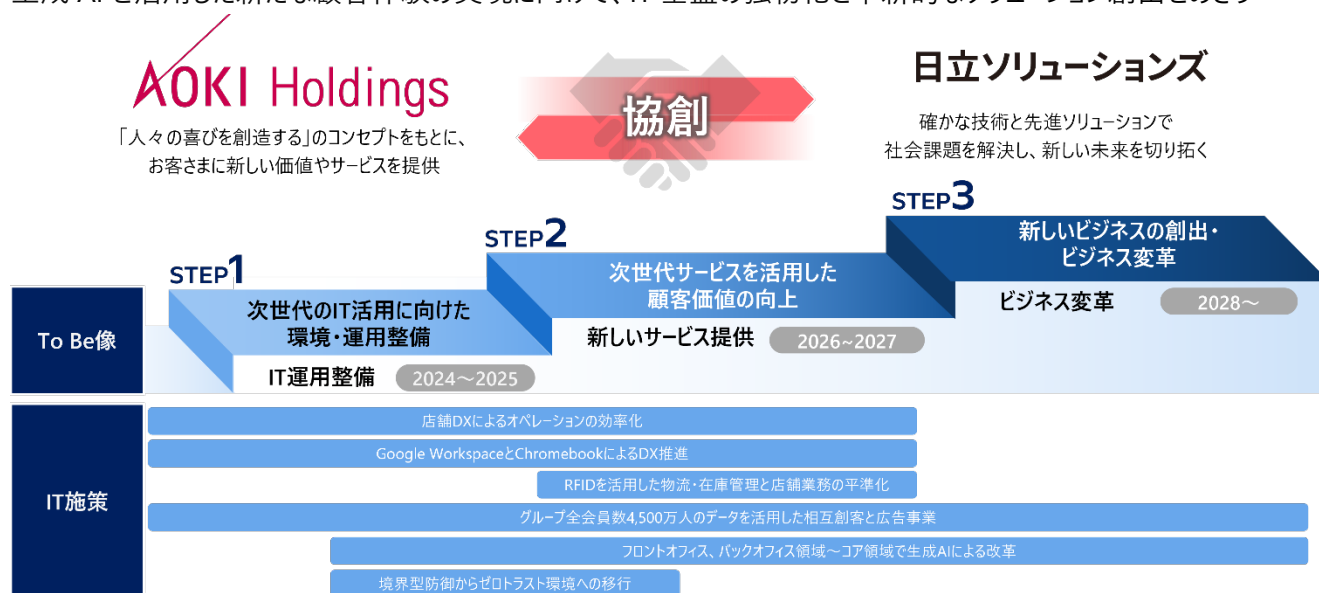 AOKI Holdings
「人々の喜びを創造する」のコンセプトをもとに、
お客さまに新しい価値やサービスを提供
協創
日立ソリューションズ
確かな技術と先進ソリューションで
社会課題を解決し、新しい未来を切り拓く
STEP1
次世代のIT活用に向けた
環境・運用整備
IT運用整備 2024～2025
STEP2
次世代サービスを活用した
顧客価値の向上
新しいサービス提供 2026~2027
STEP3
新しいビジネスの創出・
ビジネス変革
ビジネス変革 2028～
To Be像
IT施策
店舗DXによるオペレーションの効率化
Google WorkspaceとChromebookによるDX推進
RFIDを活用した物流・在庫管理と店舗業務の平準化
グループ全会員数4,500万人のデータを活用した相互創客と広告事業
フロントオフィス、バックオフィス領域～コア領域で生成AIによる改革
境界型防御からゼロトラスト環境への移行